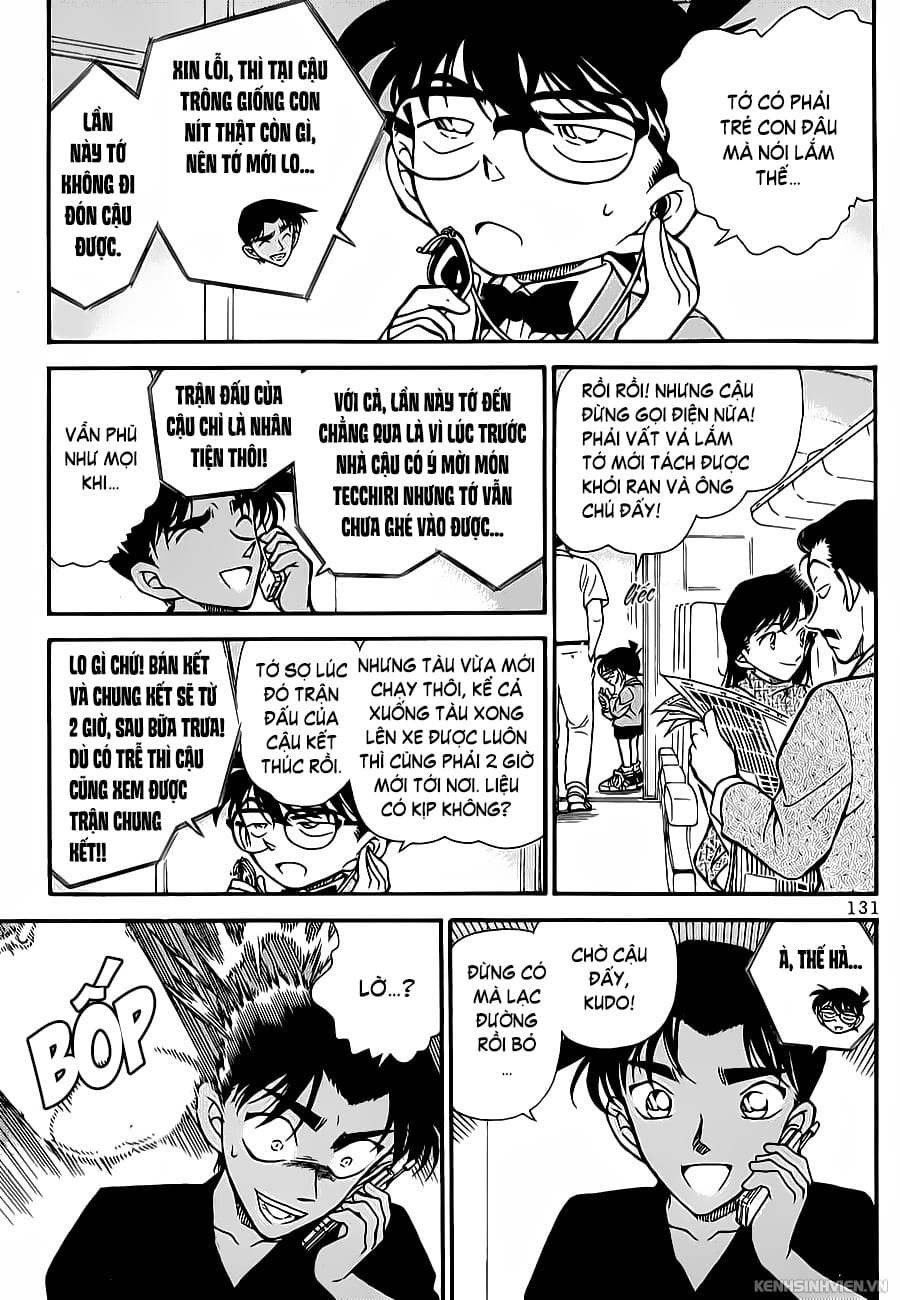 TỚ CÓ PHẢI
TRẺ CON ĐÂU
MÀ NÓI LẮM
THẾ...
XIN LỖI, THÌ TẠI CẬU
TRÔNG GIỐNG CON
NÍT THẬT CÒN GÌ,
NÊN TỚ MỚI LO...
LẦN
NÀY TỚ
KHÔNG ĐI
ĐÓN CẬU
ĐƯỢC.
RỒI RỒI! NHƯNG CẬU
ĐỪNG GỌI ĐIỆN NỮA!
PHẢI VẤT VẢ LẮM
TỚ MỚI TÁCH ĐƯỢC
KHỎI RAN VÀ ÔNG
CHÚ ĐẤY!
liếc
VỚI CẢ, LẦN NÀY TỚ ĐẾN
CHẲNG QUA LÀ VÌ LÚC TRƯỚC
NHÀ CẬU CÓ Ý MỜI MÓN
TECCHIRI NHƯNG TỚ VẪN
CHƯA GHÉ VÀO ĐƯỢC...
TRẬN ĐẤU CỦA
CẬU CHỈ LÀ NHÂN
TIỆN THÔI!
VẨN PHÙ
NHƯ MỌI
KHI...
NHƯNG TÀU VỪA MỚI
CHẠY THÔI, KỂ CẢ
XUỐNG TÀU XONG
LÊN XE ĐƯỢC LUÔN
THÌ CŨNG PHẢI 2 GIỜ
MỚI TỚI NƠI. LIỆU
CÓ KỊP KHÔNG?
TỚ SỢ LÚC
ĐÓ TRẬN
ĐẤU CỦA
CẬU KẾT
THÚC RỒI.
LO GÌ CHỨ! BÁN KẾT
VÀ CHUNG KẾT SẼ TỪ
2 GIỜ, SAU BỮA TRƯA!
DÙ CÓ TRỄ THÌ CẬU
CŨNG XEM ĐƯỢC
TRẬN CHUNG
KẾT!!
131
À, THẾ HẢ...
CHỜ CẬU
ĐẤY,
KUDO!
ĐỪNG CÓ
MÀ LẠC
ĐƯỜNG
RỒI BỎ
...
LỠ...?
BỐP
KENHSINHVIEN.VN